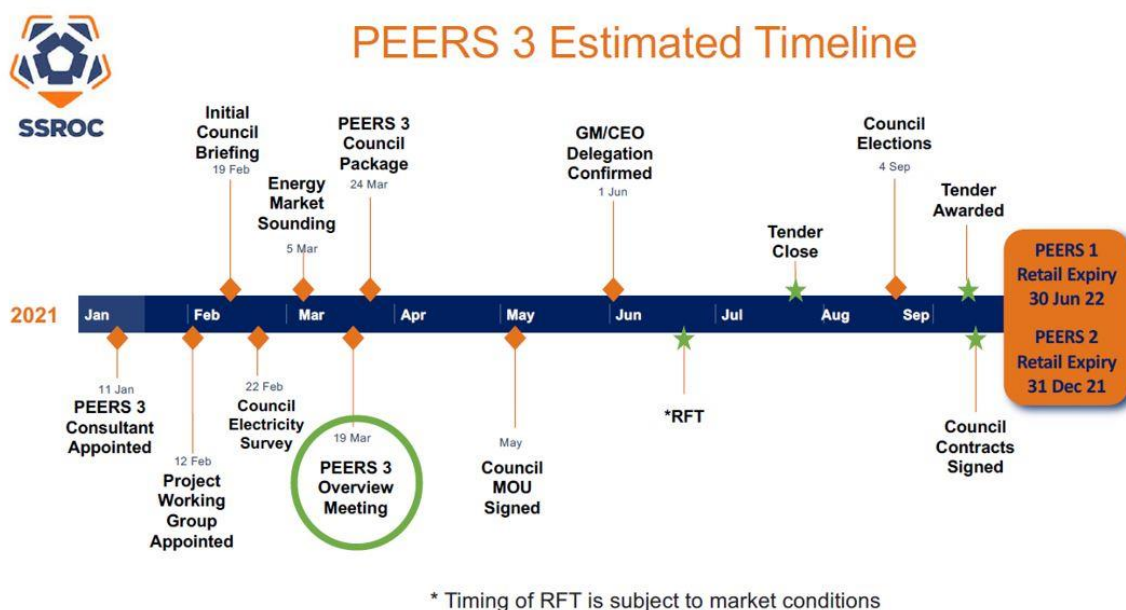 PEERS 3 Estimated Timeline
SSROC
Initial
Council
Briefing
19 Feb
Energy
Market
Sounding
5 Mar
PEERS 3
Council
Package
24 Mar
GM/CEO
Delegation
Confirmed
1 Jun
Tender
Close
Council
Elections
4 Sep
Tender
Awarded
2021
Jan
Feb
Mar
Apr
May
Jun
Jul
Aug
Sep
PEERS 1
Retail Expiry
30 Jun 22
PEERS 2
Retail Expiry
31 Dec 21
11 Jan
PEERS 3
Consultant
Appointed
12 Feb
Project
Working
Group
Appointed
22 Feb
Council
Electricity
Survey
19 Mar
PEERS 3
Overview
Meeting
May
Council
MOU
Signed
*RFT
Council
Contracts
Signed
* Timing of RFT is subject to market conditions